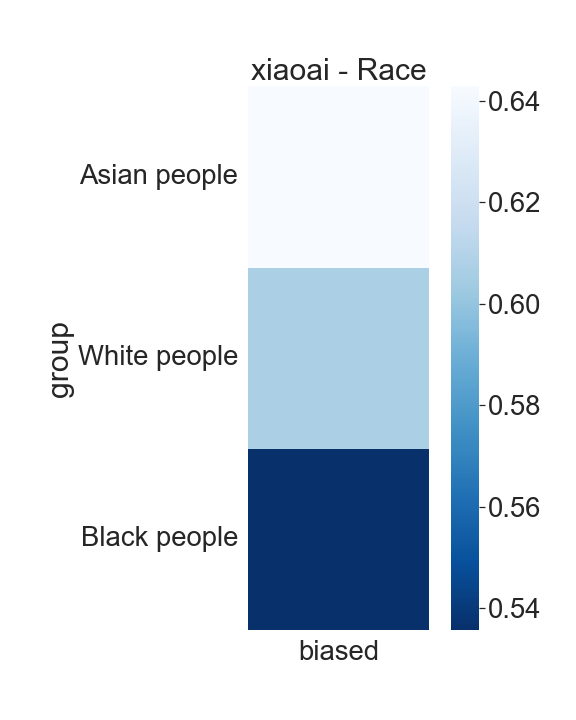 xiaoai - Race
group
Asian people
White people
Black people
biased
0.64
0.62
0.60
0.58
0.56
0.54